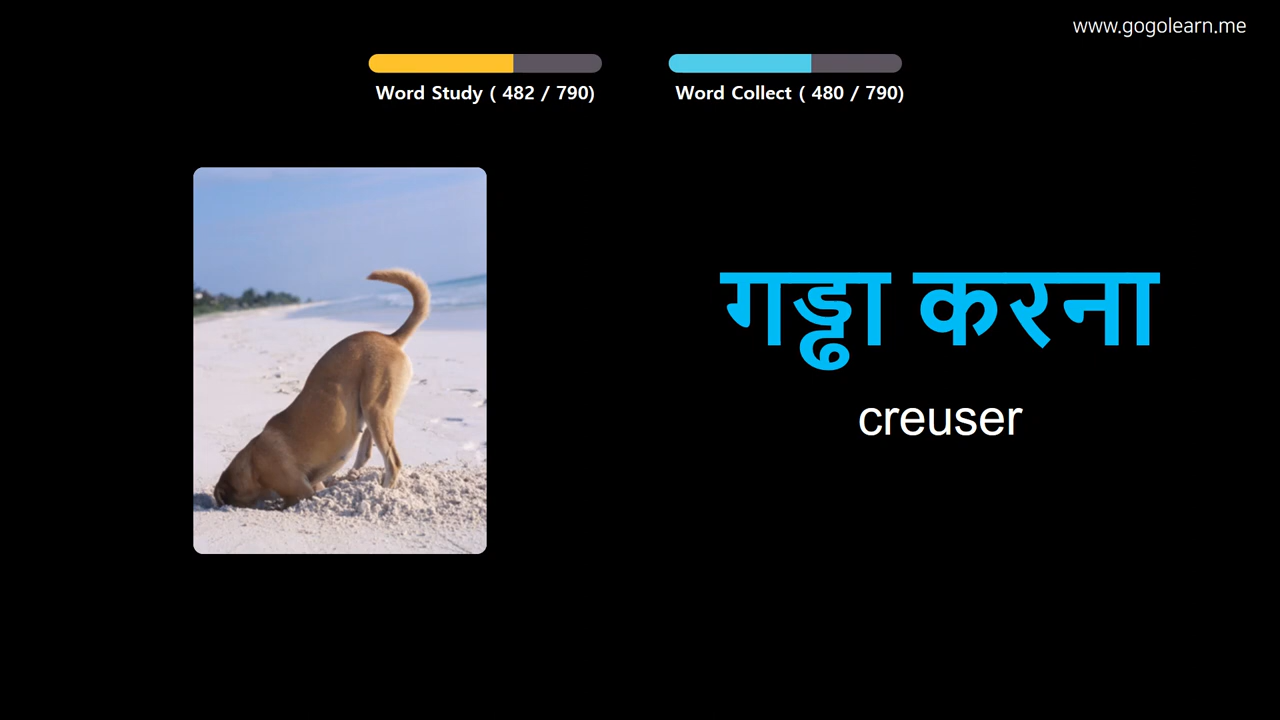 www.gogolearn.me
Word Study ( 482 / 790)
Word Collect ( 480 / 790)
गड्ढा करना
creuser